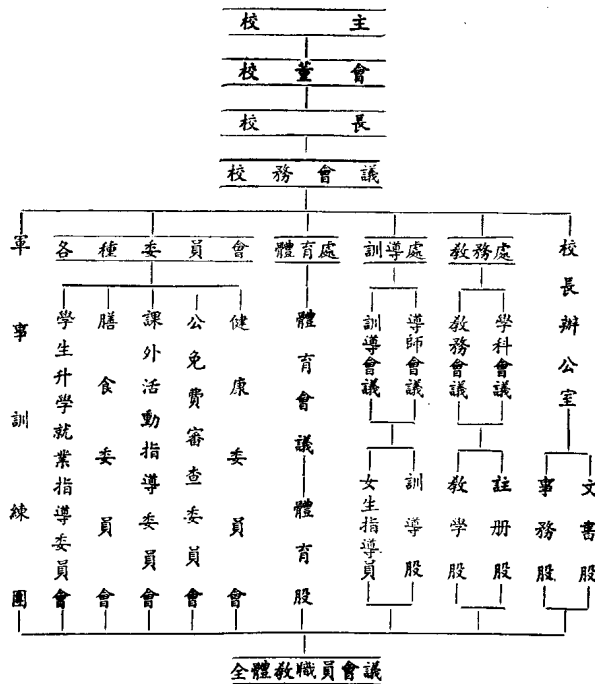 校主
校董會
校長
校務會議
校長辦公室
教務處
訓導處
體育處
各種委員會
軍事訓練團
學科會議
教務會議
導師會議
訓導會議
體育會議
健康委員會
公免費審查委員會
課外活動指導委員會
膳食委員會
學生升學就業指導委員會
文書股
事務股
註册股
教學股
訓導股
女生指導員
體育股
全體教職員會議